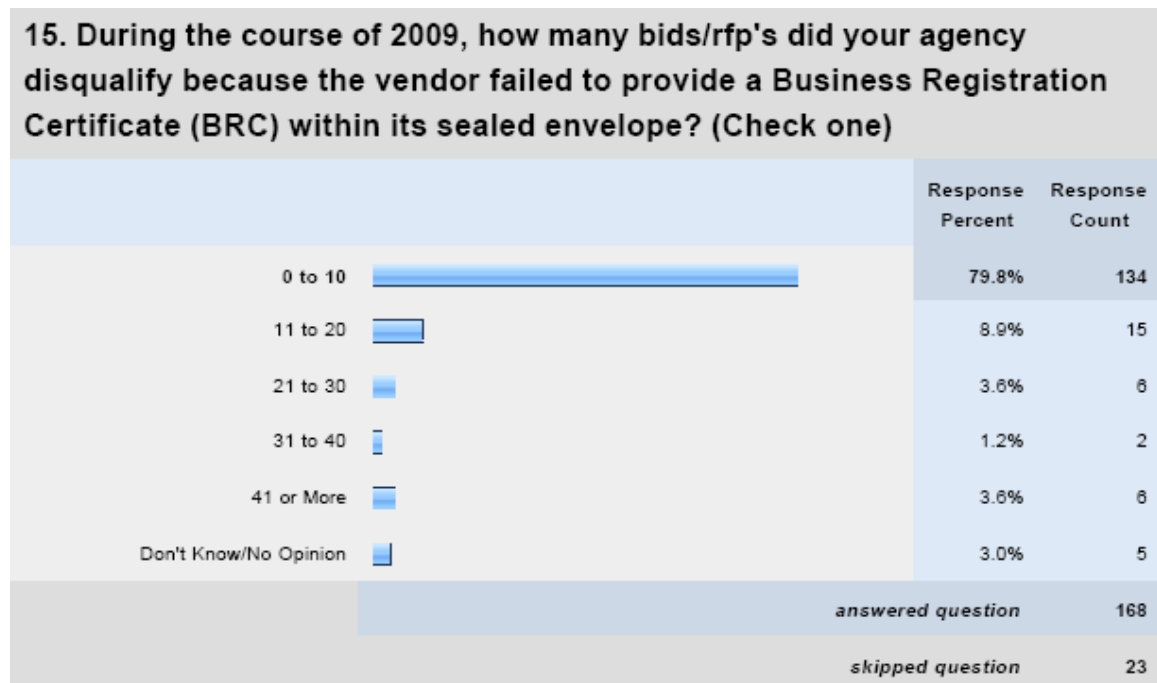 15. During the course of 2009, how many bids/rfp's did your agency
disqualify because the vendor failed to provide a Business Registration
Certificate (BRC) within its sealed envelope? (Check one)
Response Percent Response Count
0 to 10 79.8% 134
11 to 20 8.9% 15
21 to 30 3.6% 6
31 to 40 1.2% 2
41 or More 3.6% 6
Don't Know/No Opinion 3.0% 5
answered question 168
skipped question 23